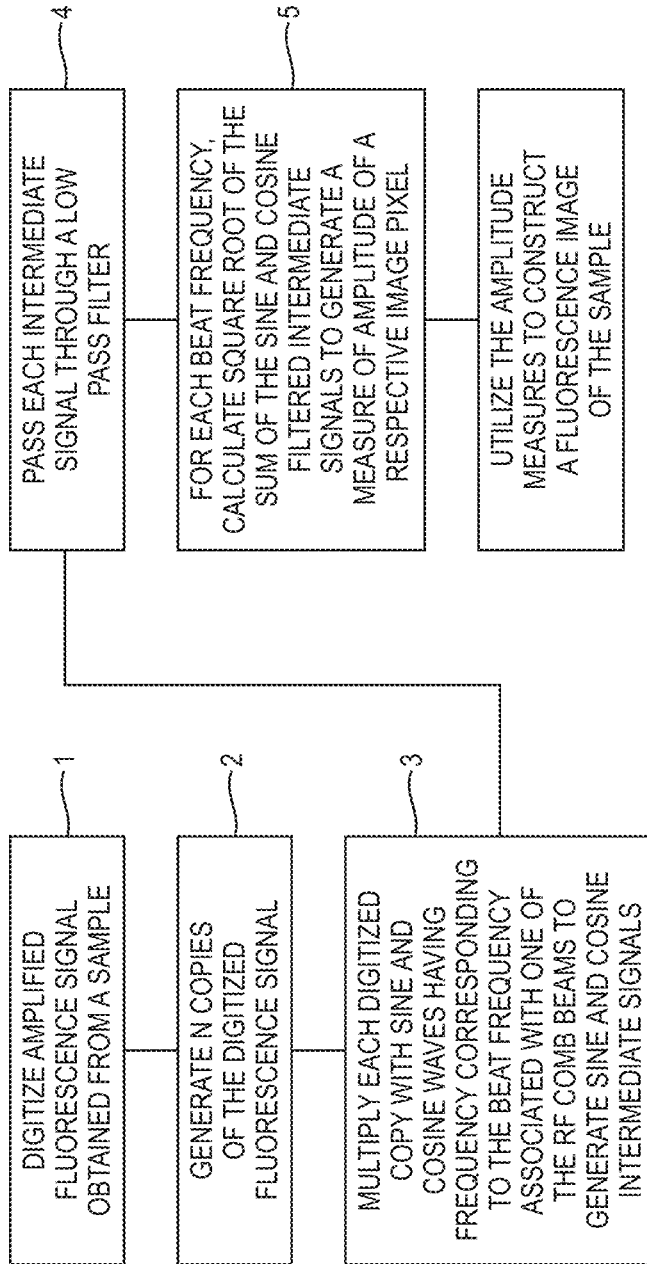 DIGITIZE AMPLIFIED
FLUORESCENCE SIGNAL
OBTAINED FROM A SAMPLE
1
GENERATE N COPIES
OF THE DIGITIZED
FLUORESCENCE SIGNAL
2
MULTIPLY EACH DIGITIZED
COPY WITH SINE AND
COSINE WAVES HAVING
FREQUENCY CORRESPONDING
TO THE BEAT FREQUENCY
ASSOCIATED WITH ONE OF
THE RF COMB BEAMS TO
GENERATE SINE AND COSINE
INTERMEDIATE SIGNALS
3
PASS EACH INTERMEDIATE
SIGNAL THROUGH A LOW
PASS FILTER
4
FOR EACH BEAT FREQUENCY,
CALCULATE SQUARE ROOT OF THE
SUM OF THE SINE AND COSINE
FILTERED INTERMEDIATE
SIGNALS TO GENERATE A
MEASURE OF AMPLITUDE OF A
RESPECTIVE IMAGE PIXEL
5
UTILIZE THE AMPLITUDE
MEASURES TO CONSTRUCT
A FLUORESCENCE IMAGE
OF THE SAMPLE